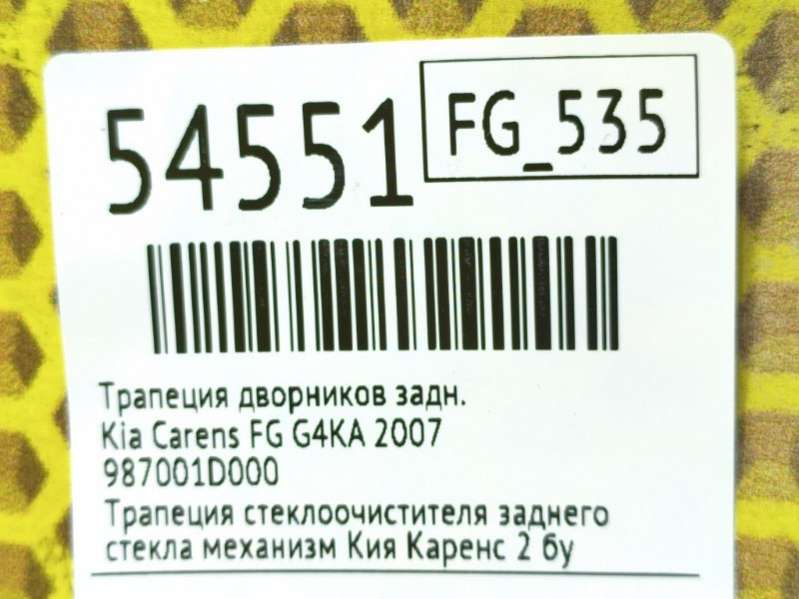 54551
FG_535
Трапеция дворников задн.
Kia Carens FG G4KA 2007
987001D000
Трапеция стеклоочистителя заднего
стекла механизм Кия Каренс 2 бу